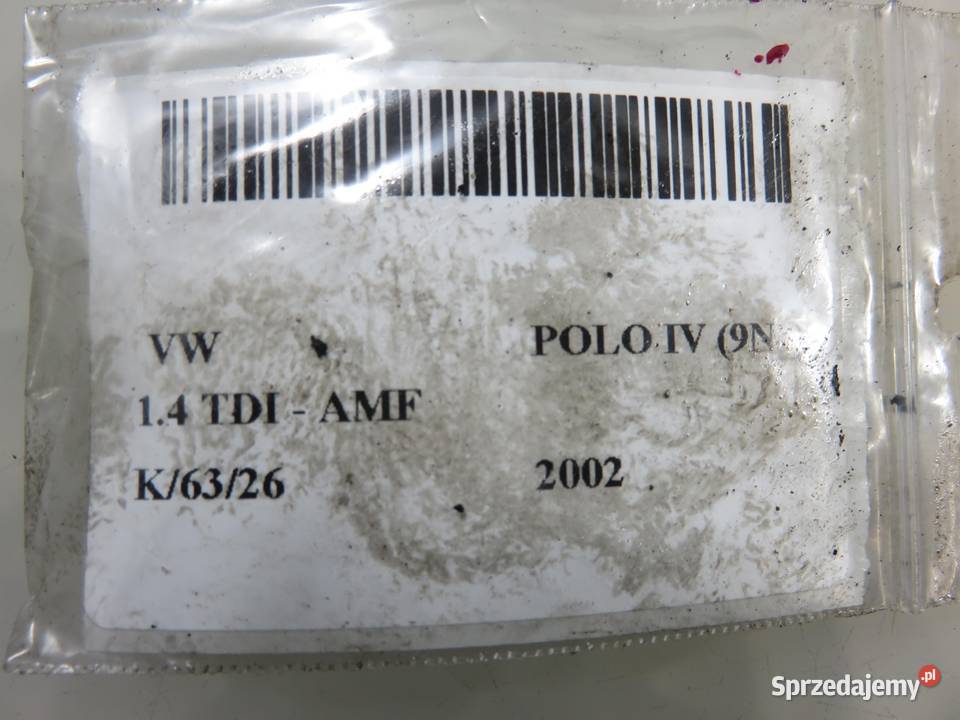 VW POLO IV (9N
1.4 TDI - AMF
K/63/26 2002
Sprzedajemy.pl